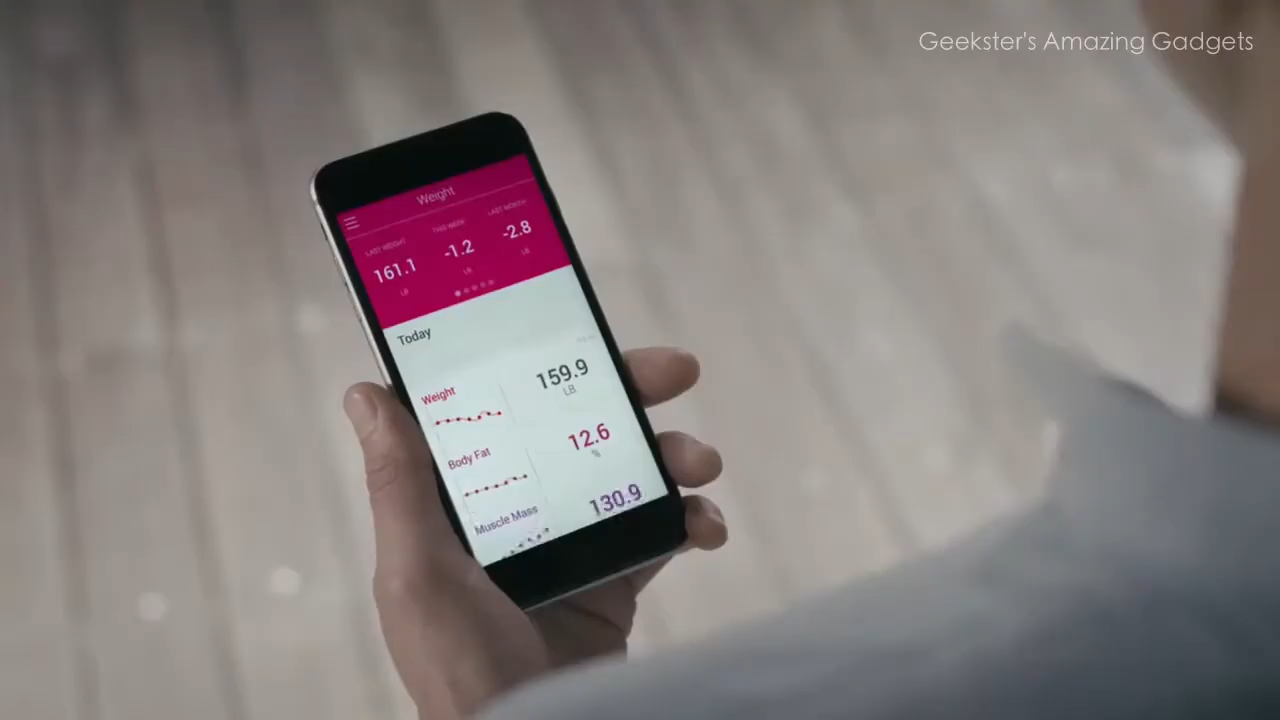 Geekster's Amazing Gadgets
Weight
LAST WEIGHT
THIS WEEK
LAST MONTH
161.1
-1.2
-2.8
LB
LB
LB
Today
Weight
159.9
LB
Body Fat
12.6
%
Muscle Mass
130.9